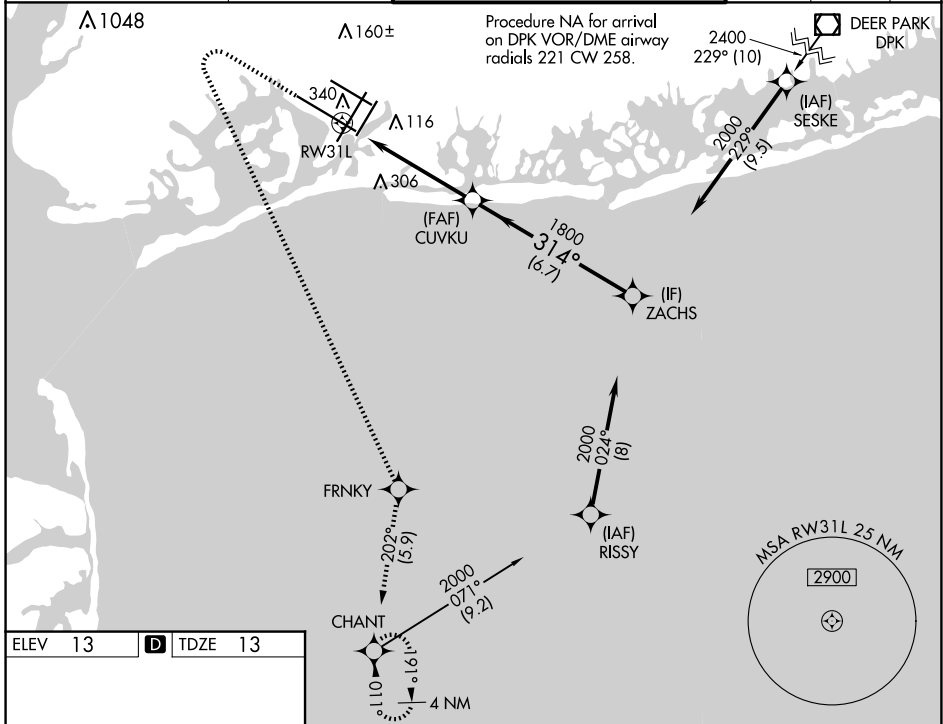 1048
160±
Procedure NA for arrival
on DPK VOR/DME airway
radials 221 CW 258.
2400
229° (10)
DEER PARK
DPK
(IAF)
SESKE
2000
229°
(9.5)
340
116
RW31L
306
(FAF)
CUVKU
1800
314°
(6.7)
(IF)
ZACHS
2000
024°
(8)
FRNKY
(IAF)
RISSY
202°
(5.9)
2000
071°
(9.2)
CHANT
191°
011°
4 NM
MSA RW31L 25 NM
2900
ELEV 13 D TDZE 13